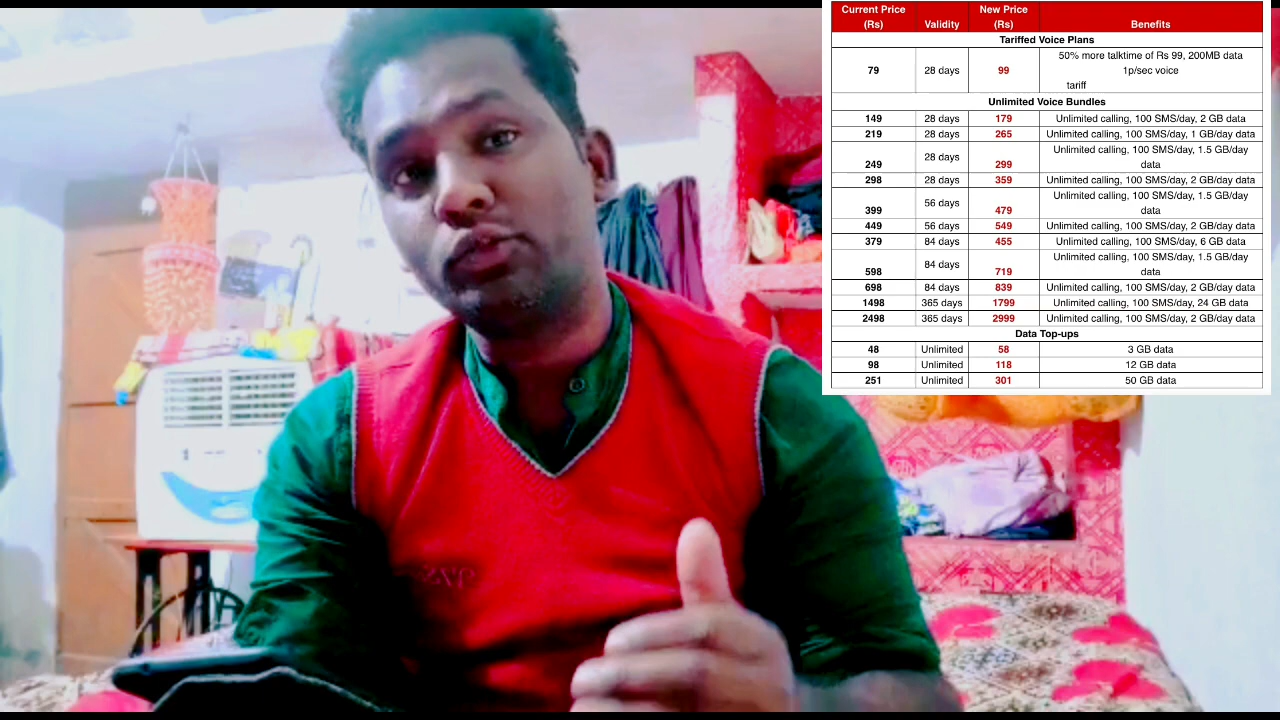 Current Price (Rs) Validity New Price (Rs) Benefits
Tariffed Voice Plans
79 28 days 99 50% more talktime of Rs 99, 200MB data 1p/sec voice tariff
Unlimited Voice Bundles
149 28 days 179 Unlimited calling, 100 SMS/day, 2 GB data
219 28 days 265 Unlimited calling, 100 SMS/day, 1 GB/day data
249 28 days 299 Unlimited calling, 100 SMS/day, 1.5 GB/day data
298 28 days 359 Unlimited calling, 100 SMS/day, 2 GB/day data
399 56 days 479 Unlimited calling, 100 SMS/day, 1.5 GB/day data
449 56 days 549 Unlimited calling, 100 SMS/day, 2 GB/day data
379 84 days 455 Unlimited calling, 100 SMS/day, 6 GB data
598 84 days 719 Unlimited calling, 100 SMS/day, 1.5 GB/day data
698 84 days 839 Unlimited calling, 100 SMS/day, 2 GB/day data
1498 365 days 1799 Unlimited calling, 100 SMS/day, 24 GB data
2498 365 days 2999 Unlimited calling, 100 SMS/day, 2 GB/day data
Data Top-ups
48 Unlimited 58 3 GB data
98 Unlimited 118 12 GB data
251 Unlimited 301 50 GB data